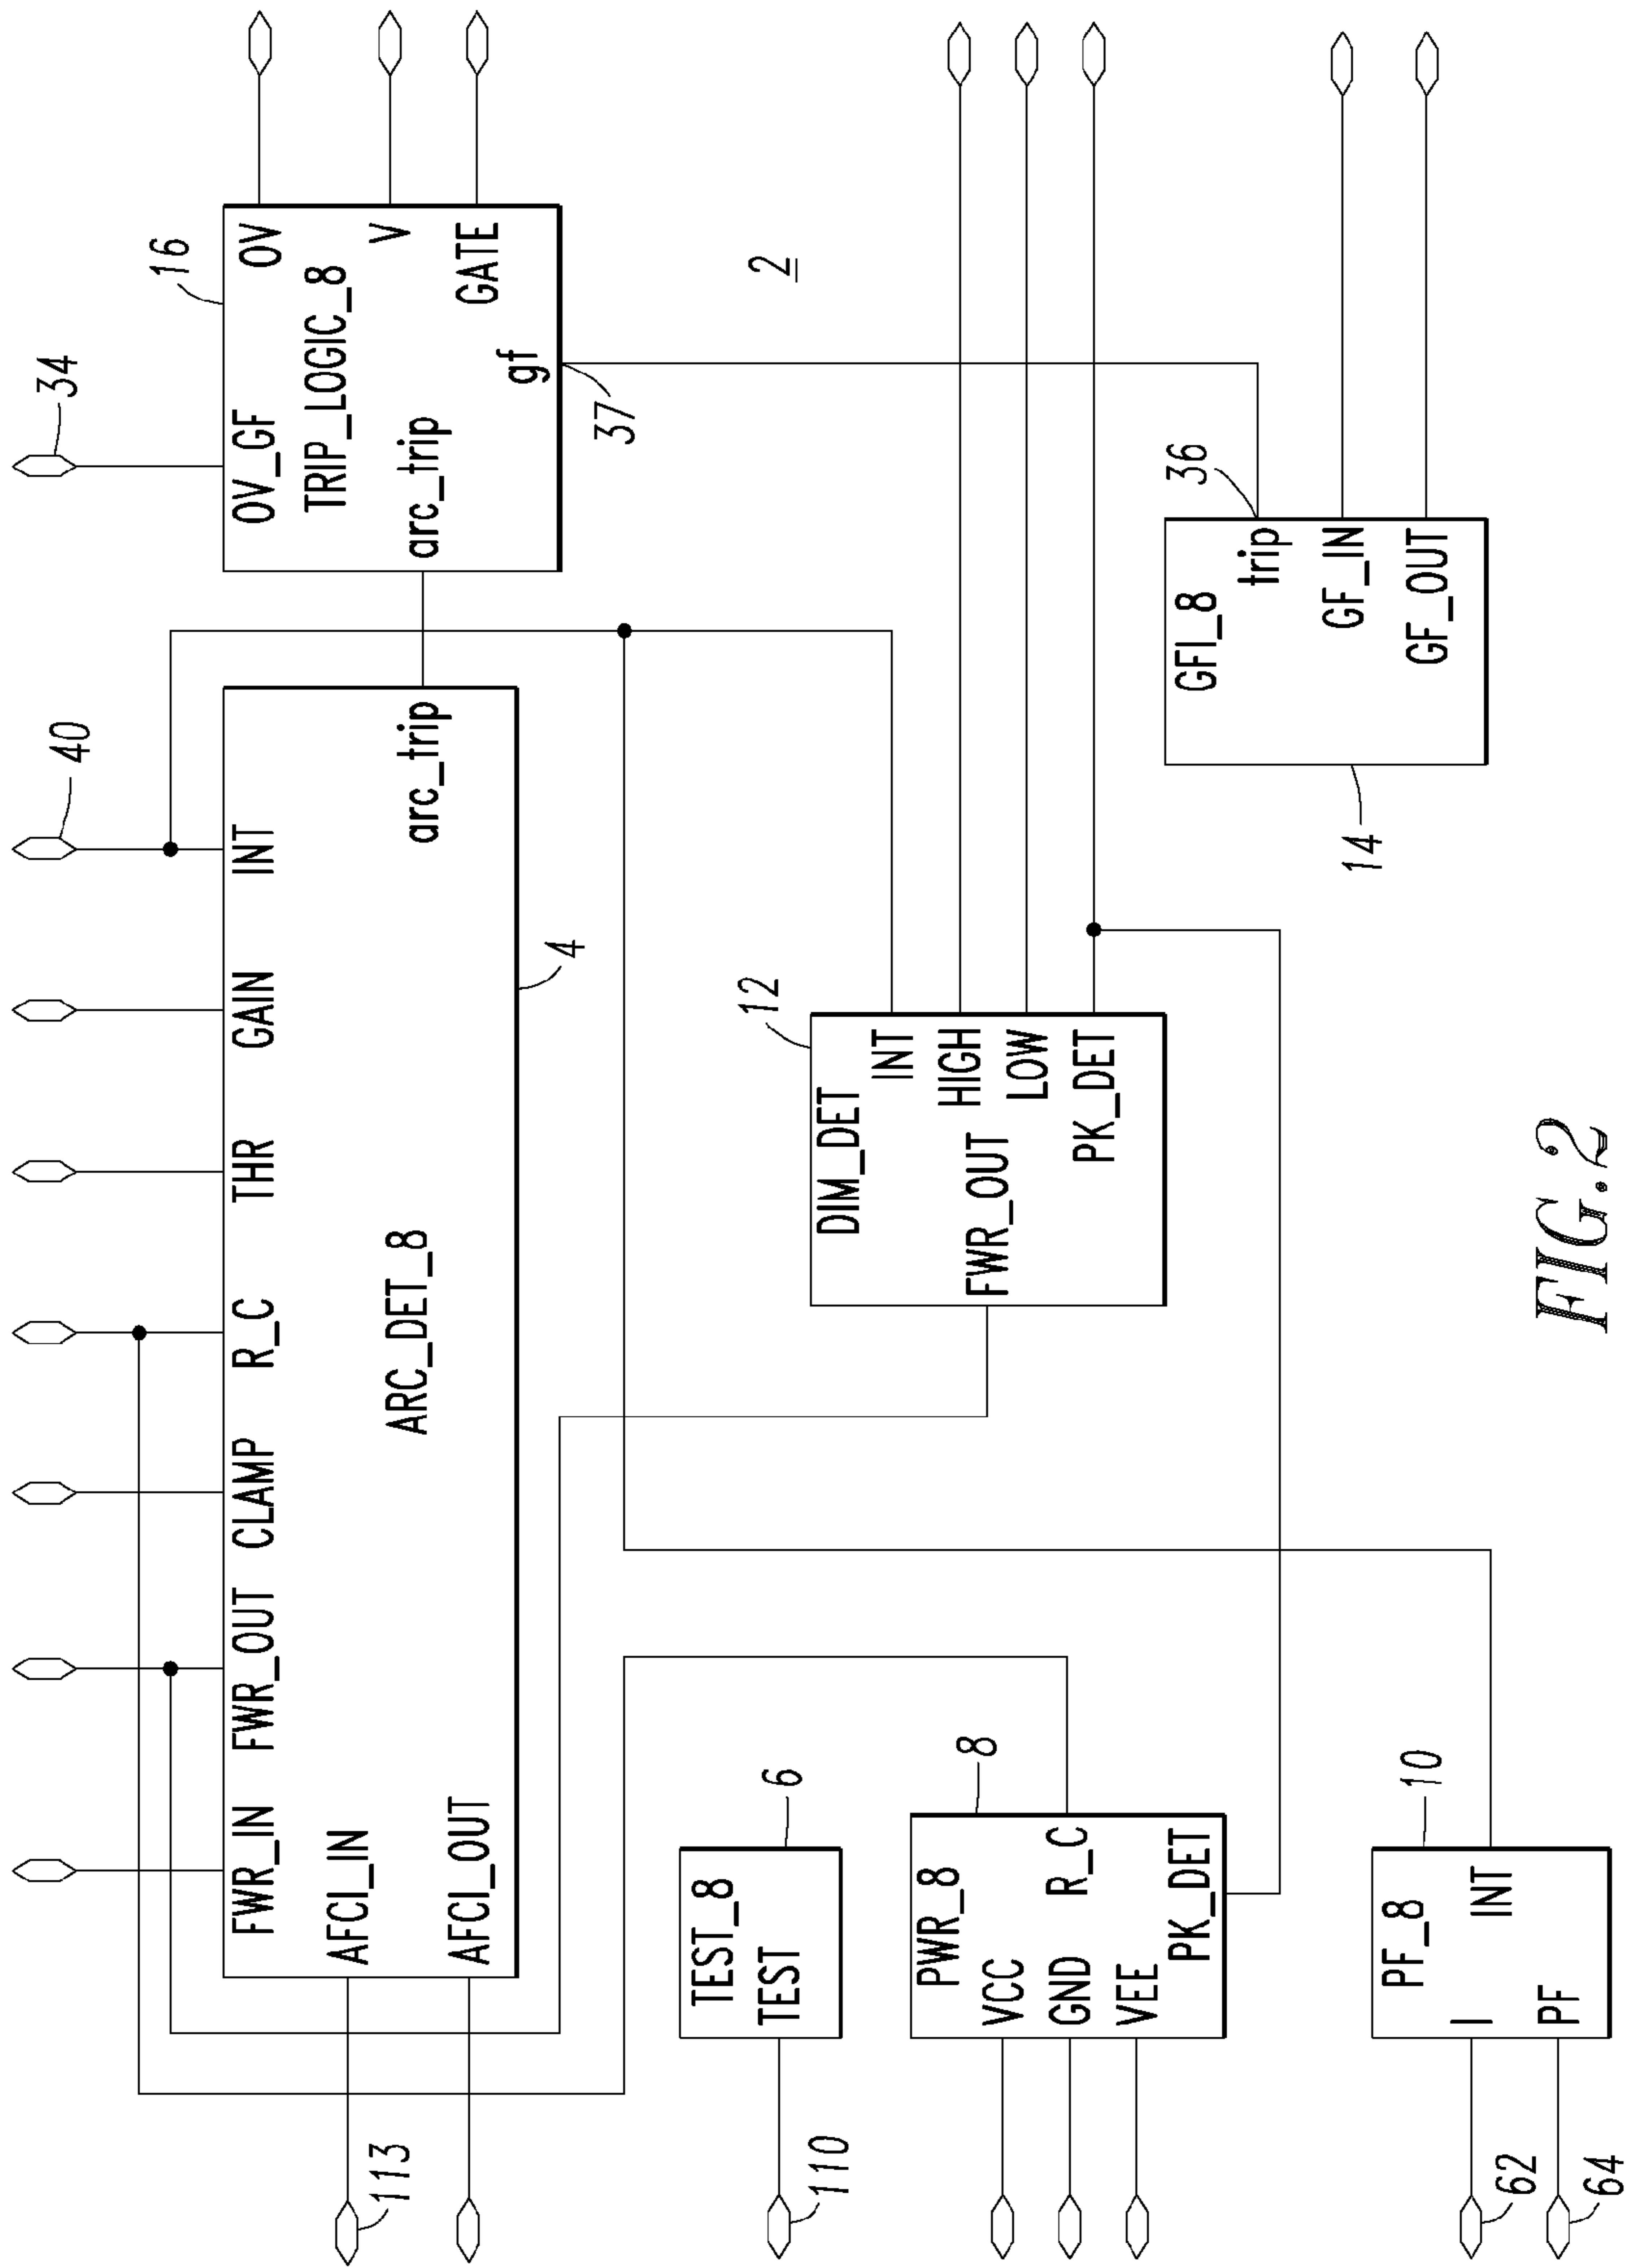 34
40
16
OV_GF
OV
TRIP_LOGIC_8
V
arc_trip
GATE
gf
37
FWR_IN
FWR_OUT
CLAMP
R_C
THR
GAIN
INT
AFCI_IN
ARC_DET_8
arc_trip
AFCI_OUT
4
113
2
TEST_8
TEST
6
110
DIM_DET
INT
HIGH
FWR_OUT
LOW
PK_DET
12
PWR_8
VCC
R_C
GND
VEE
PK_DET
8
36
GFI_8
trip
GF_IN
GF_OUT
14
PF_8
I
INT
PF
10
62
64
FIG.2